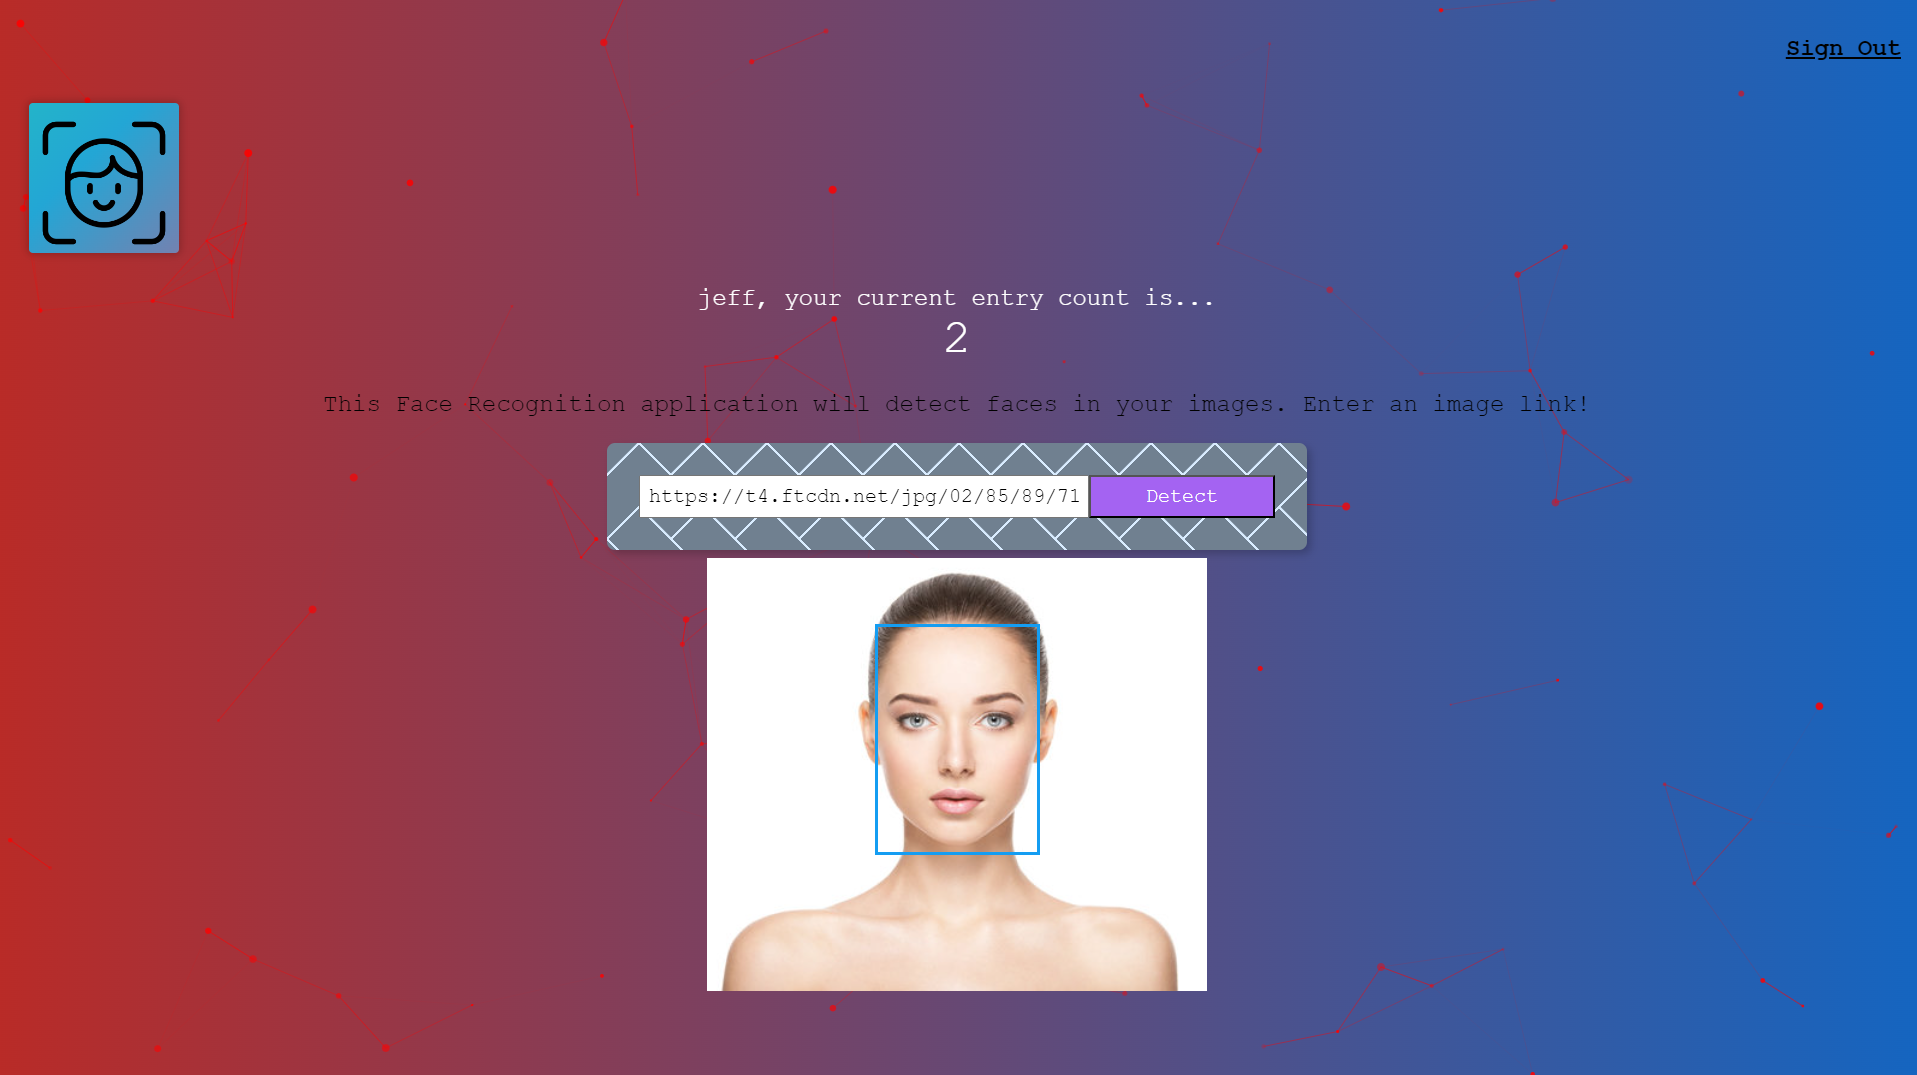 Sign Out
jeff, your current entry count is...
2
This Face Recognition application will detect faces in your images. Enter an image link!
https://t4.ftcdn.net/jpg/02/85/89/71 Detect